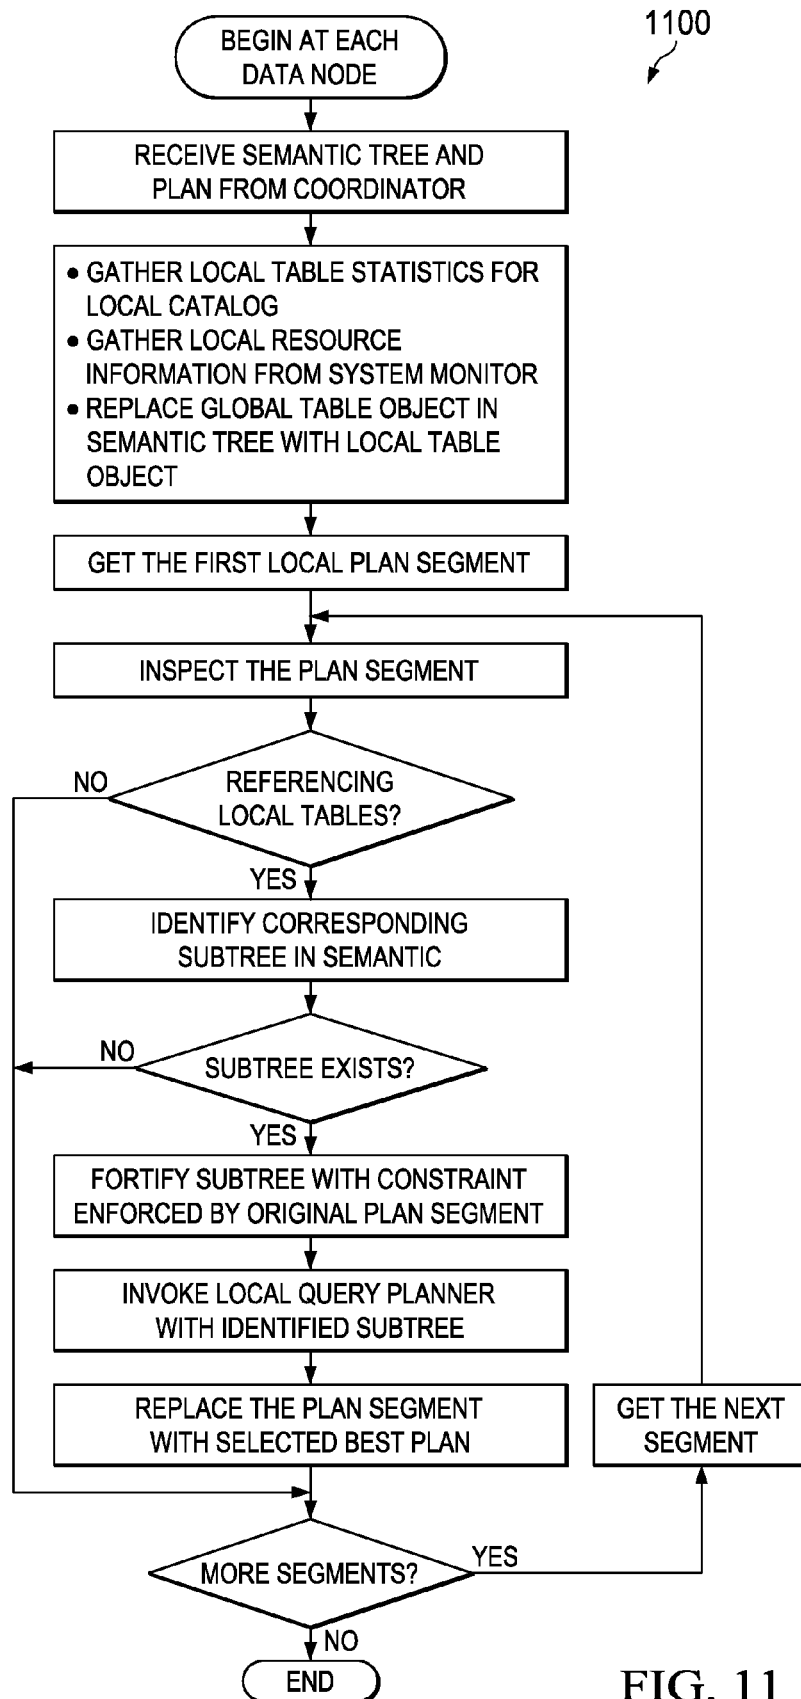 1100
BEGIN AT EACH
DATA NODE
RECEIVE SEMANTIC TREE AND
PLAN FROM COORDINATOR
• GATHER LOCAL TABLE STATISTICS FOR
LOCAL CATALOG
• GATHER LOCAL RESOURCE
INFORMATION FROM SYSTEM MONITOR
• REPLACE GLOBAL TABLE OBJECT IN
SEMANTIC TREE WITH LOCAL TABLE
OBJECT
GET THE FIRST LOCAL PLAN SEGMENT
INSPECT THE PLAN SEGMENT
NO
REFERENCING
LOCAL TABLES?
YES
IDENTIFY CORRESPONDING
SUBTREE IN SEMANTIC
NO
SUBTREE EXISTS?
YES
FORTIFY SUBTREE WITH CONSTRAINT
ENFORCED BY ORIGINAL PLAN SEGMENT
INVOKE LOCAL QUERY PLANNER
WITH IDENTIFIED SUBTREE
REPLACE THE PLAN SEGMENT
WITH SELECTED BEST PLAN
GET THE NEXT
SEGMENT
MORE SEGMENTS?
YES
NO
END
FIG. 11